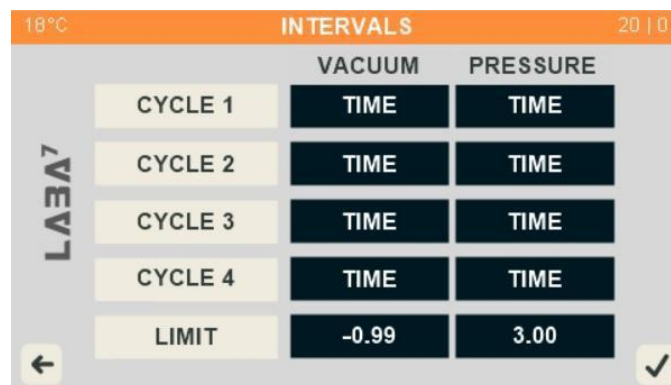 18°C INTERVALS 20 | 0
VACUUM PRESSURE
CYCLE 1 TIME TIME
CYCLE 2 TIME TIME
CYCLE 3 TIME TIME
CYCLE 4 TIME TIME
LIMIT -0.99 3.00
LABA7